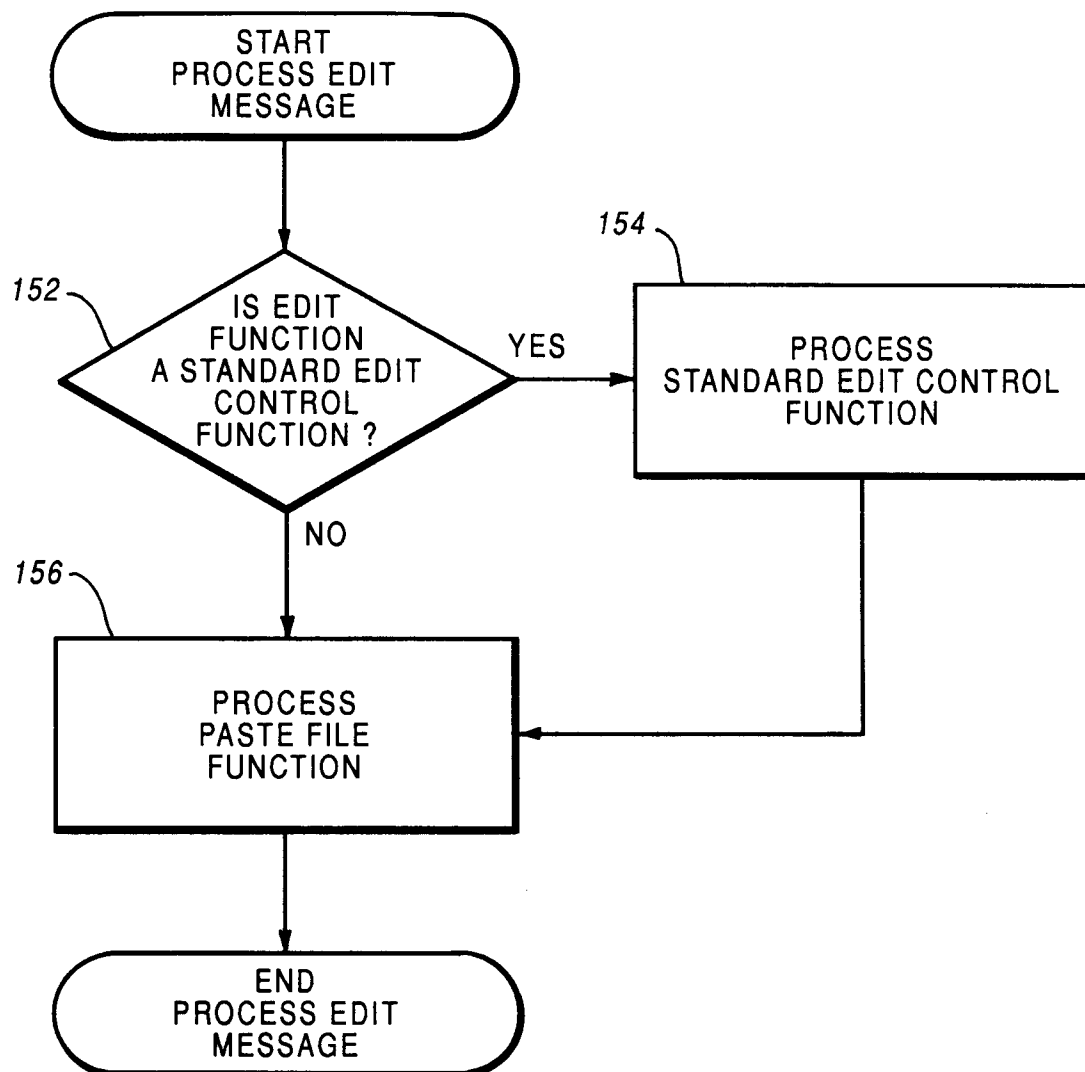 START
PROCESS EDIT
MESSAGE
152
IS EDIT
FUNCTION
A STANDARD EDIT
CONTROL
FUNCTION ?
YES
154
PROCESS
STANDARD EDIT CONTROL
FUNCTION
NO
156
PROCESS
PASTE FILE
FUNCTION
END
PROCESS EDIT
MESSAGE